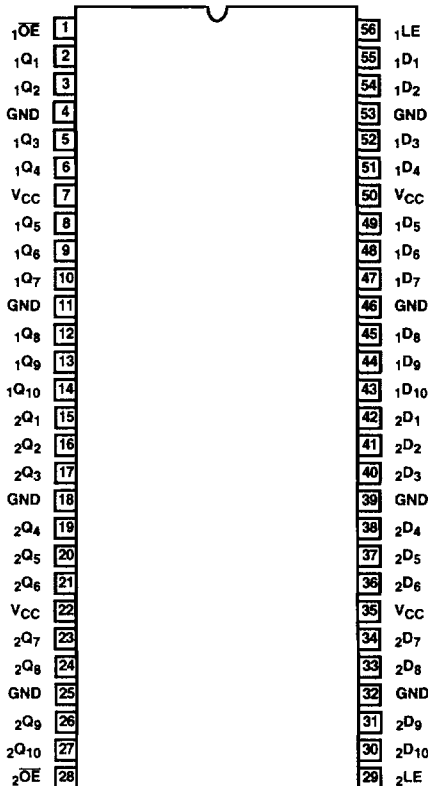 1OE 1 56 1LE
1Q1 2 55 1D1
1Q2 3 54 1D2
GND 4 53 GND
1Q3 5 52 1D3
1Q4 6 51 1D4
VCC 7 50 VCC
1Q5 8 49 1D5
1Q6 9 48 1D6
1Q7 10 47 1D7
GND 11 46 GND
1Q8 12 45 1D8
1Q9 13 44 1D9
1Q10 14 43 1D10
2Q1 15 42 2D1
2Q2 16 41 2D2
2Q3 17 40 2D3
GND 18 39 GND
2Q4 19 38 2D4
2Q5 20 37 2D5
2Q6 21 36 2D6
VCC 22 35 VCC
2Q7 23 34 2D7
2Q8 24 33 2D8
GND 25 32 GND
2Q9 26 31 2D9
2Q10 27 30 2D10
2OE 28 29 2LE